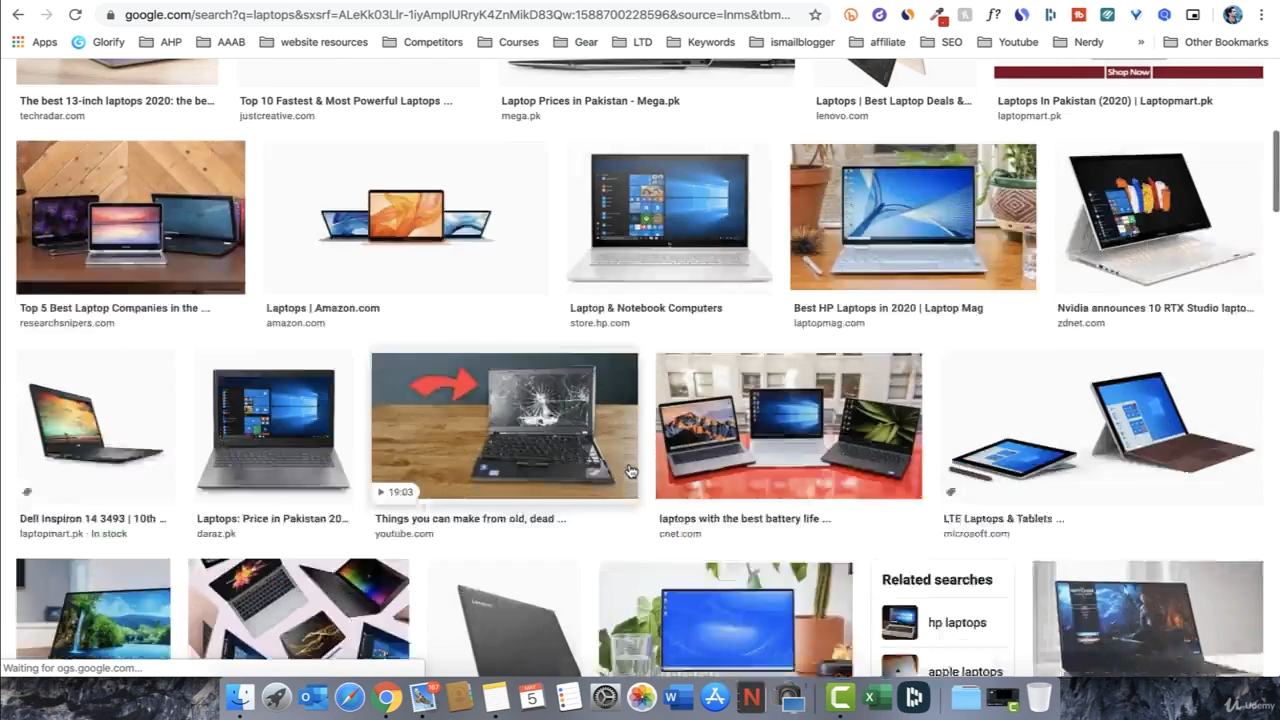 google.com/search?q=laptops&sxsrf=ALeKk03Llr-1iyAmpIURryK4ZnMikD83Qw:1588700228596&source=lnms&tbm...
Apps Glorify AHP AAAB website resources Competitors Courses Gear LTD Keywords ismailblogger affiliate SEO Youtube Nerdy » Other Bookmarks
Shop Now
The best 13-inch laptops 2020: the be...
techradar.com
Top 10 Fastest & Most Powerful Laptops ...
justcreative.com
Laptop Prices in Pakistan - Mega.pk
mega.pk
Laptops | Best Laptop Deals &...
lenovo.com
Laptops In Pakistan (2020) | Laptopmart.pk
laptopmart.pk
Top 5 Best Laptop Companies in the ...
researchsnipers.com
Laptops | Amazon.com
amazon.com
Laptop & Notebook Computers
store.hp.com
Best HP Laptops in 2020 | Laptop Mag
laptopmag.com
Nvidia announces 10 RTX Studio lapto...
zdnet.com
19:03
Dell Inspiron 14 3493 | 10th ...
laptopmart.pk · In stock
Laptops: Price in Pakistan 20...
daraz.pk
Things you can make from old, dead ...
youtube.com
laptops with the best battery life ...
cnet.com
LTE Laptops & Tablets ...
microsoft.com
Related searches
hp laptops
apple laptops
Lenovo
Waiting for ogs.google.com...
167
MAY
5
Udemy